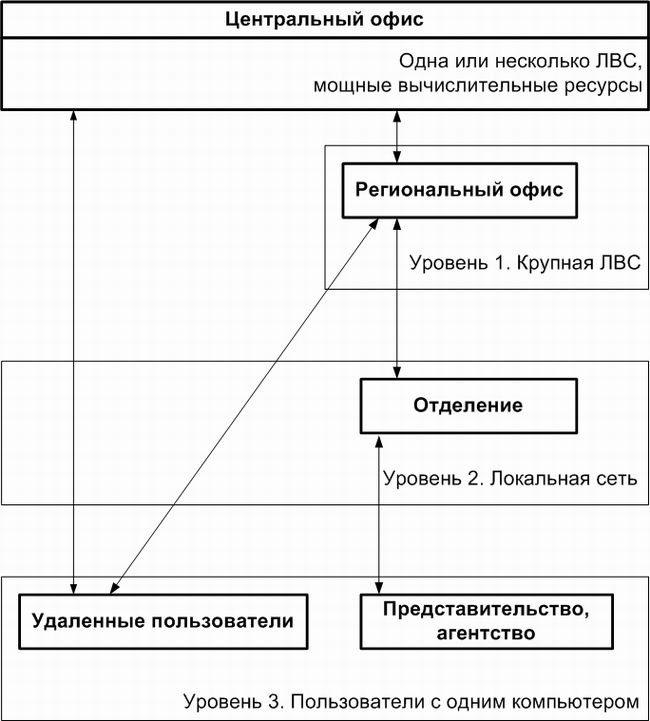 Центральный офис
Одна или несколько ЛВС,
мощные вычислительные ресурсы
Региональный офис
Уровень 1. Крупная ЛВС
Отделение
Уровень 2. Локальная сеть
Удаленные пользователи
Представительство,
агентство
Уровень 3. Пользователи с одним компьютером